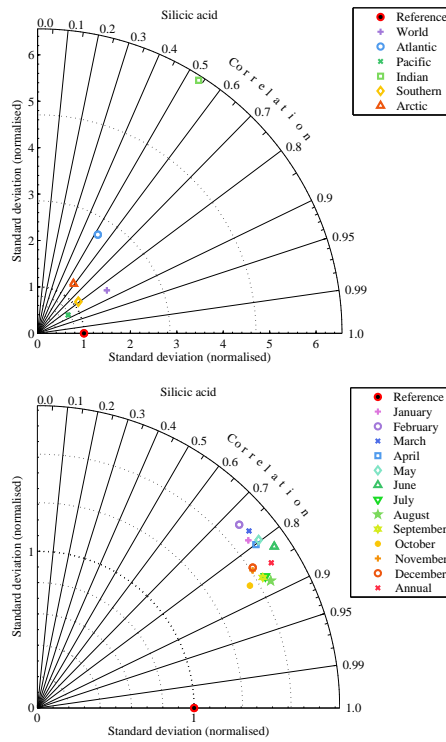 Silicic acid
Correlation
0.0 0.1 0.2 0.3 0.4 0.5 0.6 0.7 0.8 0.9 0.95 0.99 1.0
Standard deviation (normalised)
6
5
4
3
2
1
0
0 1 2 3 4 5 6
Standard deviation (normalised)
Reference
World
Atlantic
Pacific
Indian
Southern
Arctic
Silicic acid
Correlation
0.0 0.1 0.2 0.3 0.4 0.5 0.6 0.7 0.8 0.9 0.95 0.99 1.0
Standard deviation (normalised)
1
0
0 1
Standard deviation (normalised)
Reference
January
February
March
April
May
June
July
August
September
October
November
December
Annual